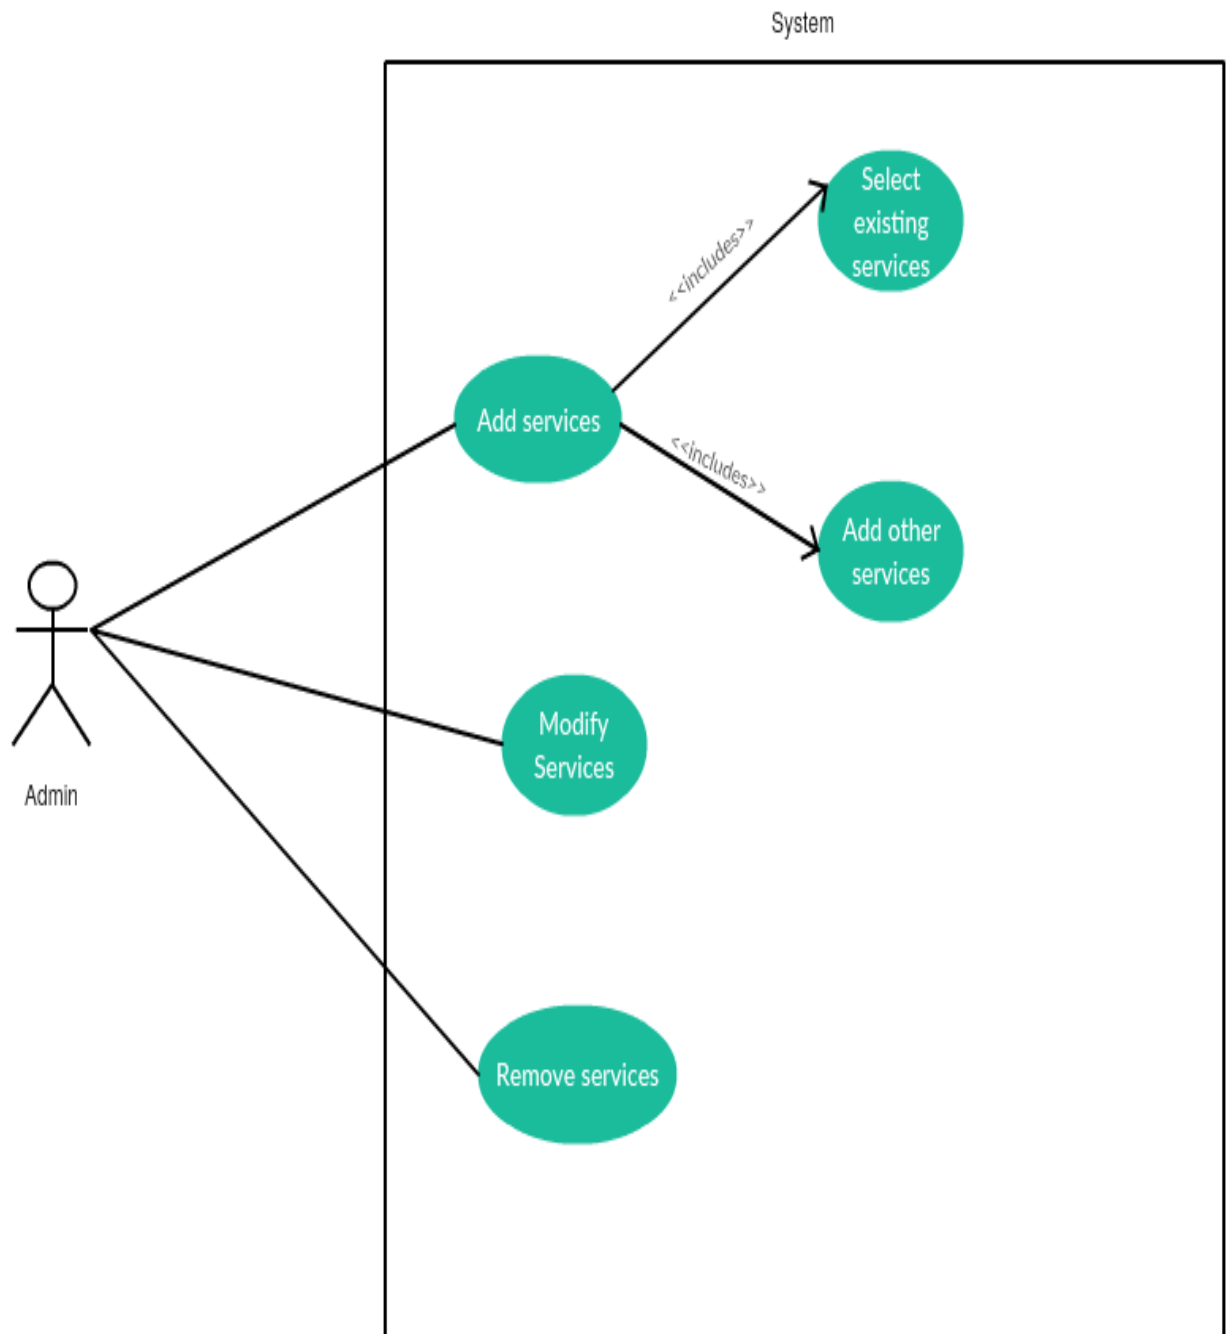 System
Select
existing
services
<<includes>>
Add services
<<includes>>
Add other
services
Modify
Services
Admin
Remove services